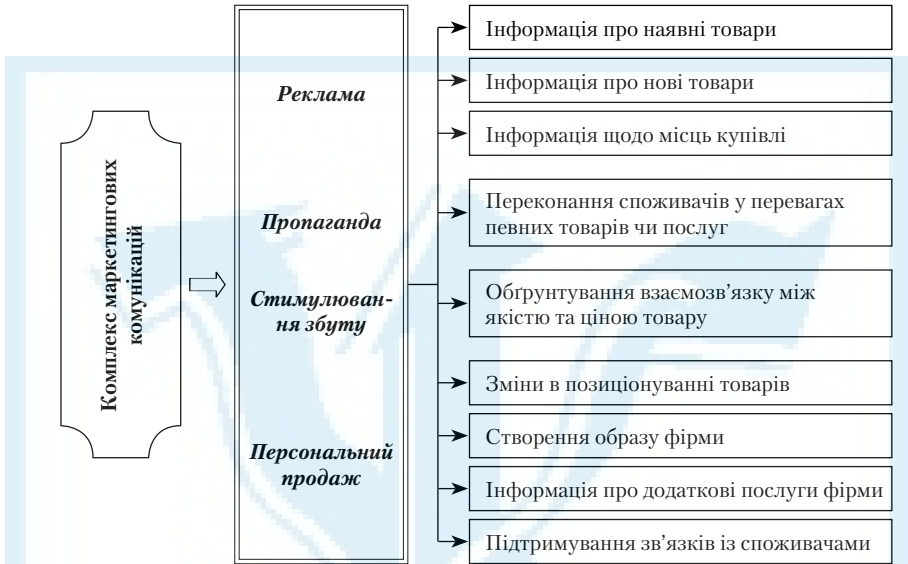 Комплекс маркетингових
комунікацій
Реклама
Пропаганда
Стимулюван-
ня збуту
Персональний
продаж
Інформація про наявні товари
Інформація про нові товари
Інформація щодо місць купівлі
Переконання споживачів у перевагах
певних товарів чи послуг
Обґрунтування взаємозв’язку між
якістю та ціною товару
Зміни в позиціонуванні товарів
Створення образу фірми
Інформація про додаткові послуги фірми
Підтримування зв’язків із споживачами